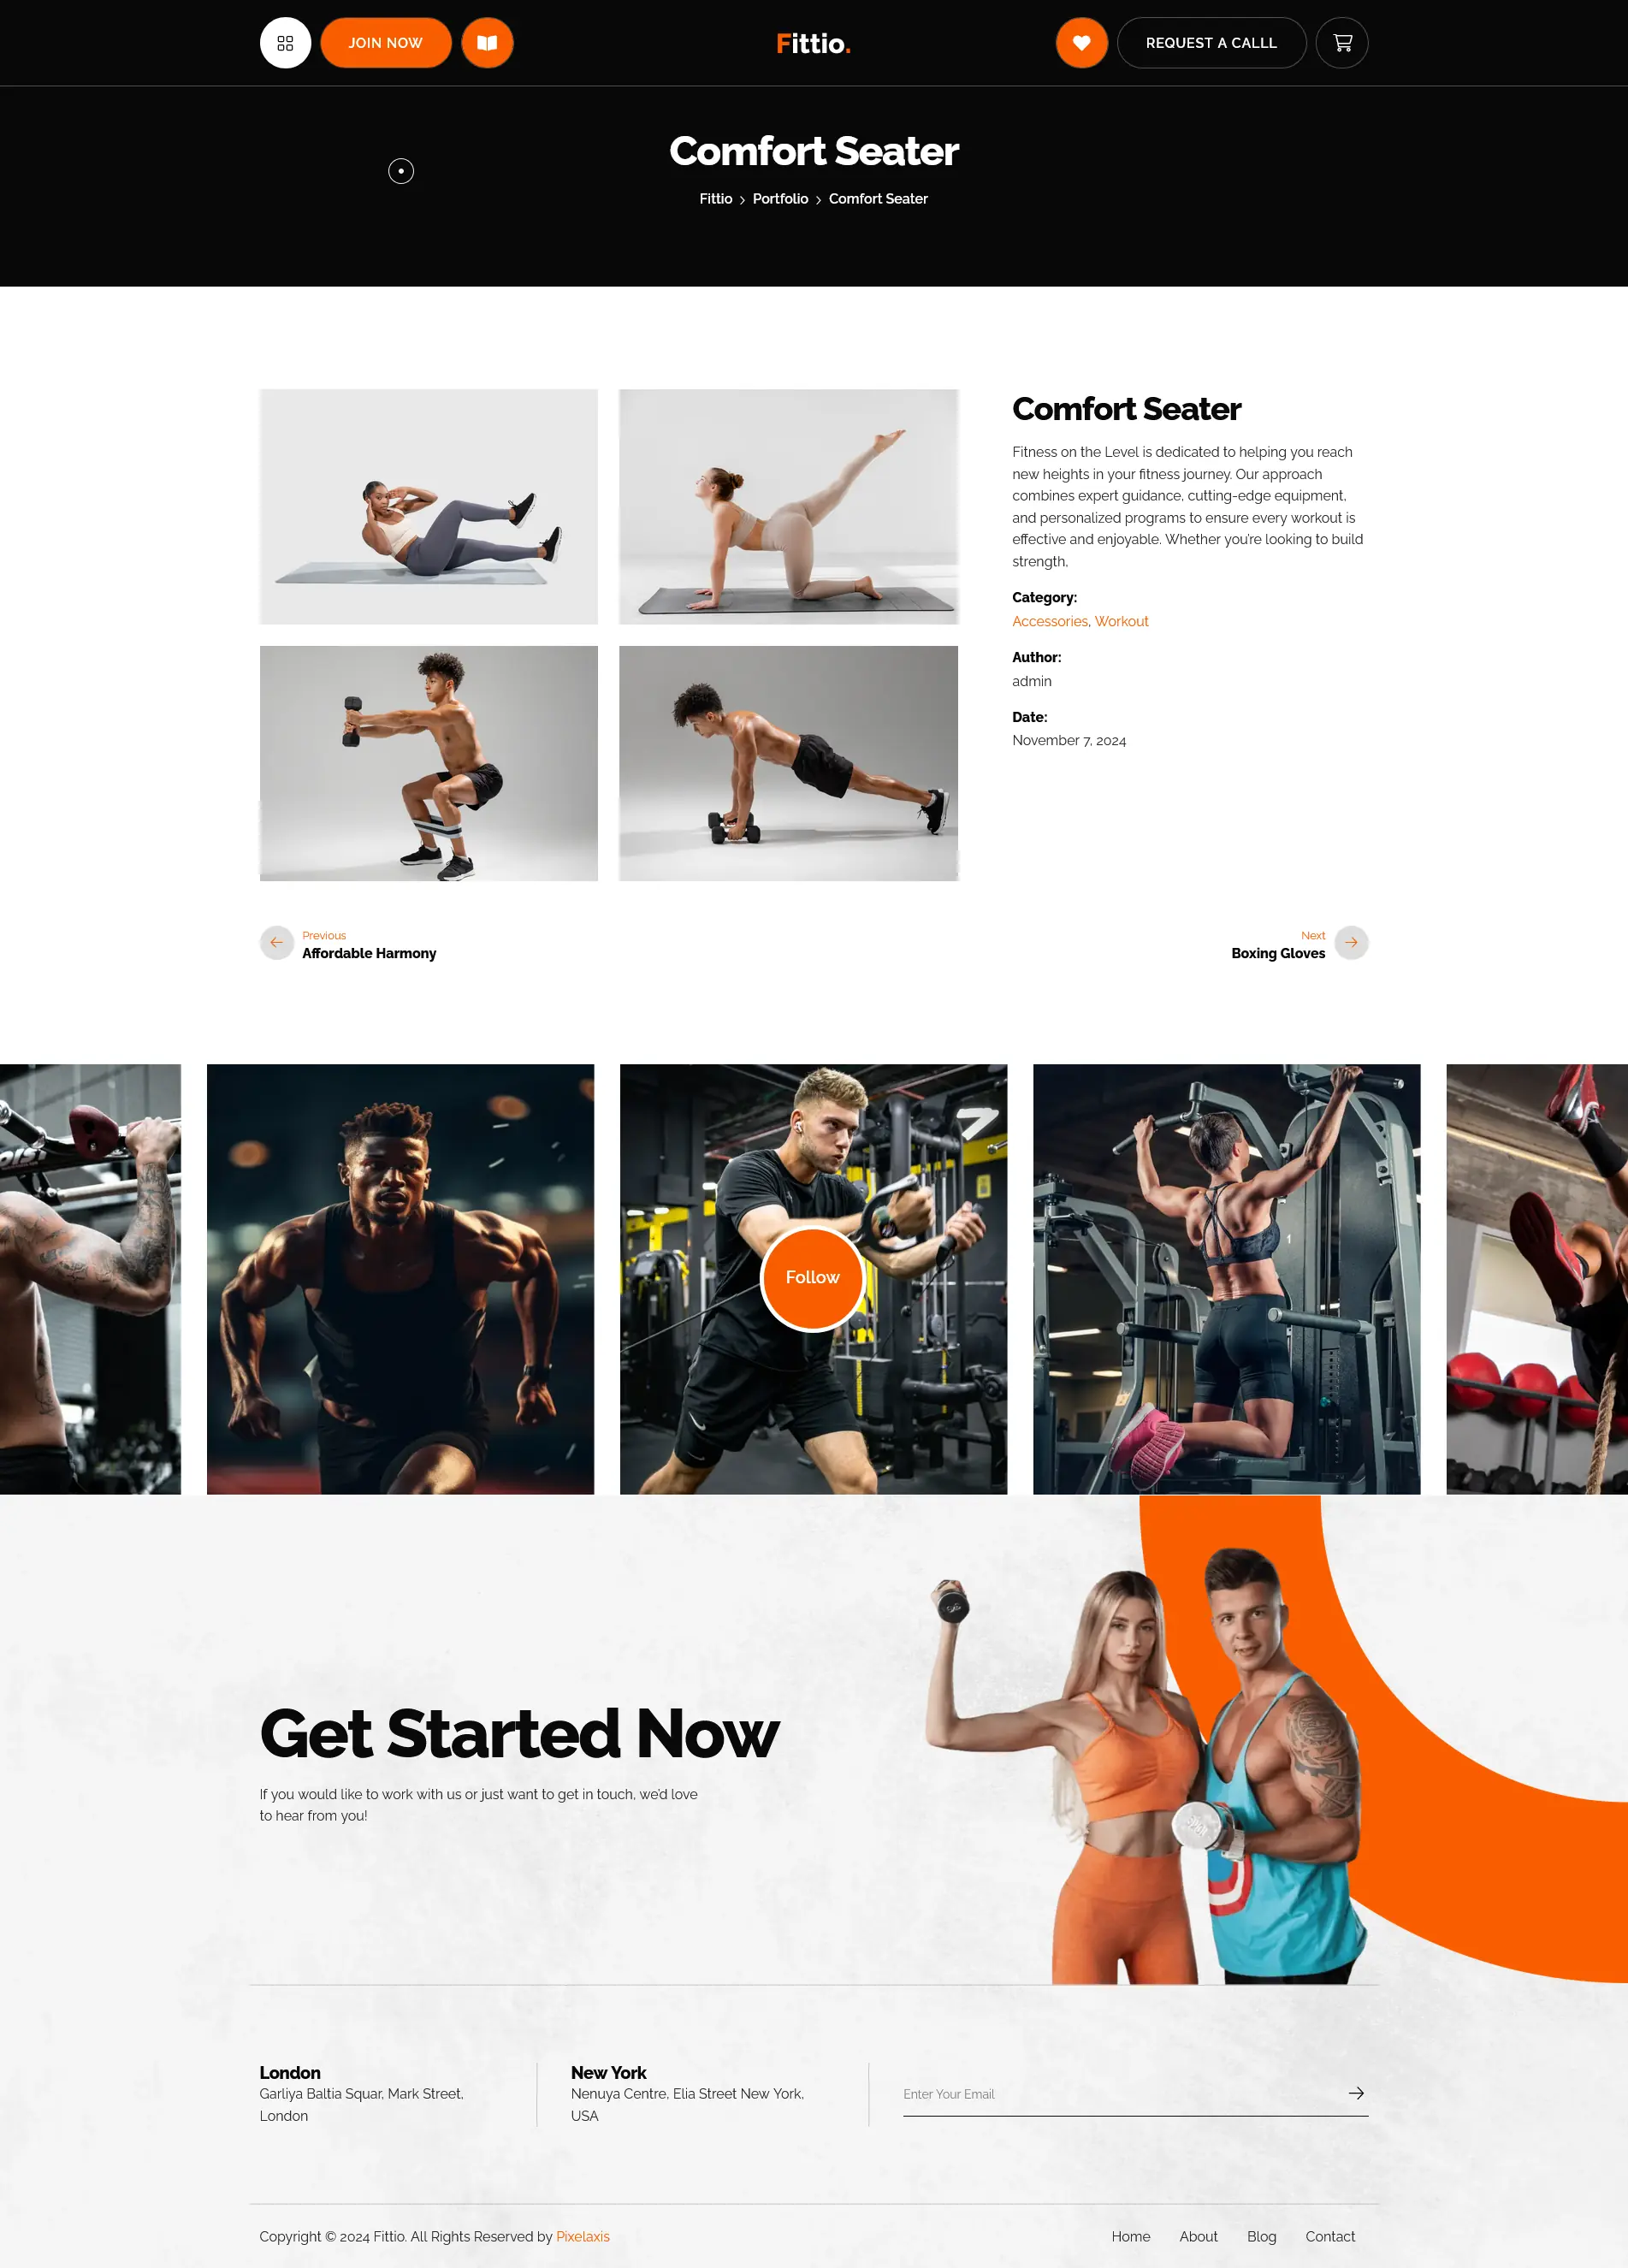 JOIN NOW
Fittio.
REQUEST A CALLL
Comfort Seater
Fittio > Portfolio > Comfort Seater
Comfort Seater
Fitness on the Level is dedicated to helping you reach
new heights in your fitness journey. Our approach
combines expert guidance, cutting-edge equipment,
and personalized programs to ensure every workout is
effective and enjoyable. Whether you're looking to build
strength,
Category:
Accessories, Workout
Author:
admin
Date:
November 7, 2024
Previous
Affordable Harmony
Next
Boxing Gloves
1
Follow
Get Started Now
If you would like to work with us or just want to get in touch, we'd love
to hear from you!
London
Garliya Baltia Squar, Mark Street,
London
New York
Nenuya Centre, Elia Street New York,
USA
Enter Your Email
Copyright © 2024 Fittio. All Rights Reserved by Pixelaxis
Home
About
Blog
Contact